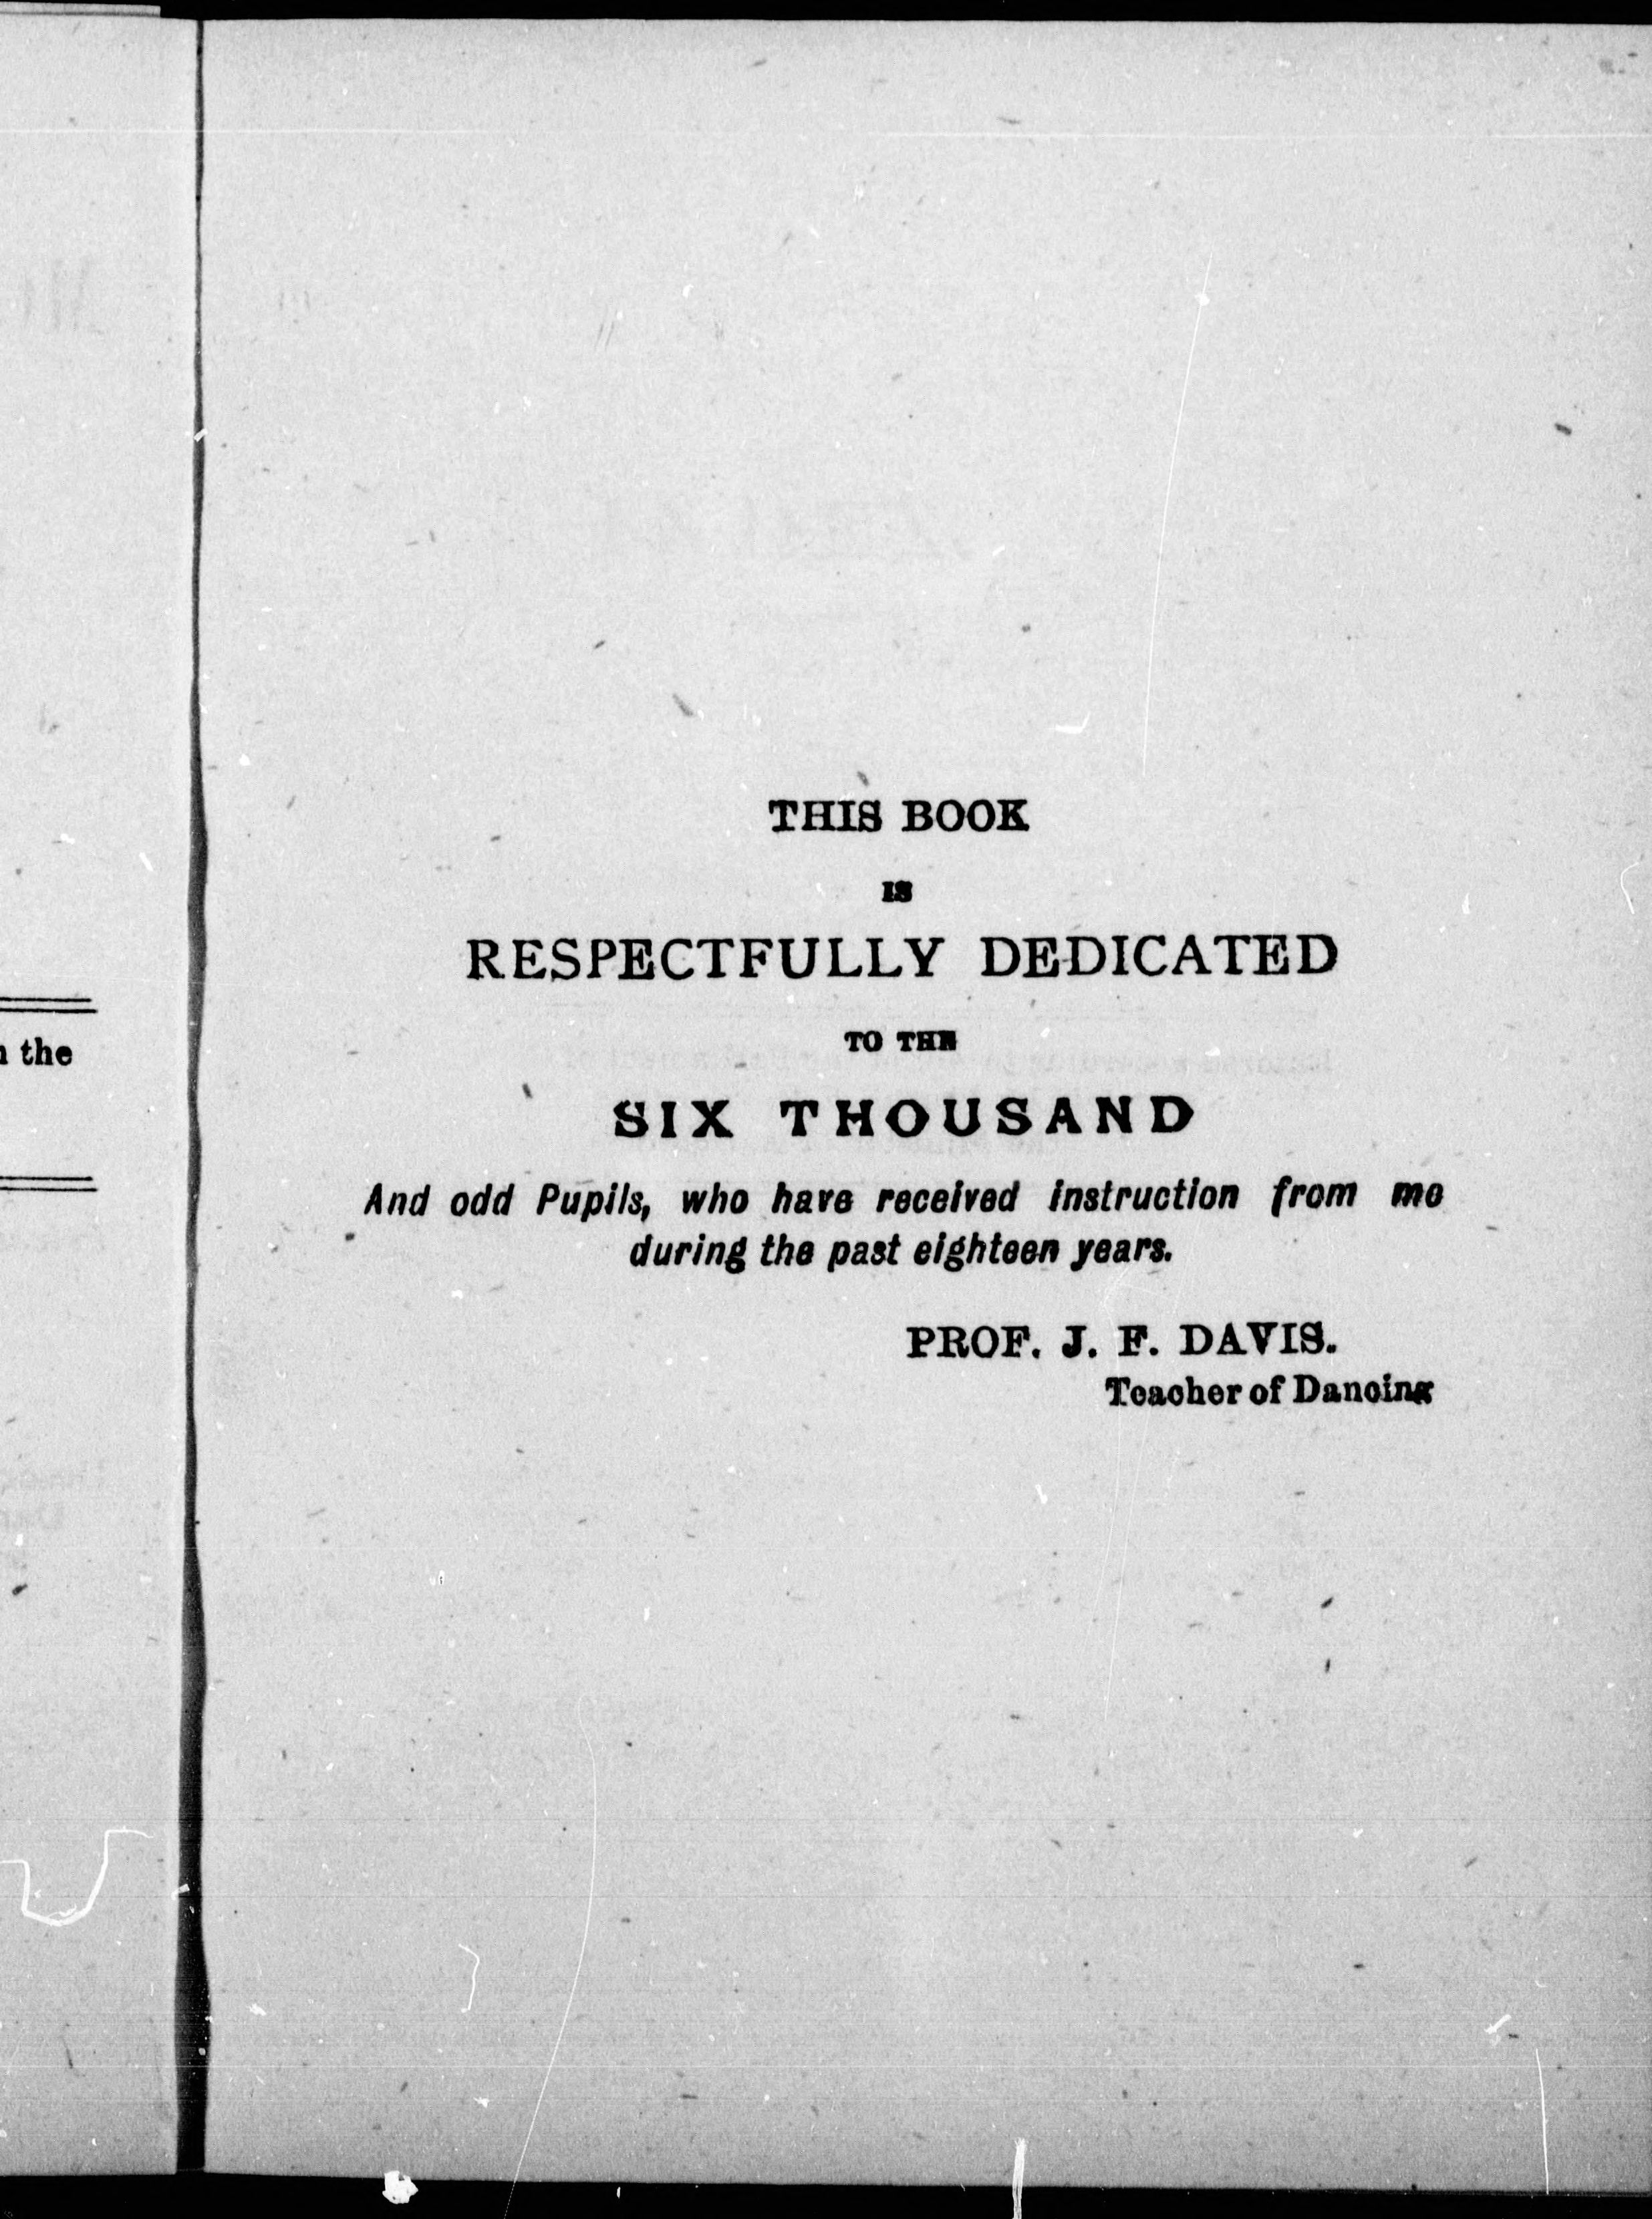 the
THIS BOOK
IS
RESPECTFULLY DEDICATED
TO THE
SIX THOUSAND
And odd Pupils, who have received instruction from me
during the past eighteen years.
PROF. J. F. DAVIS.
Teacher of Dancing